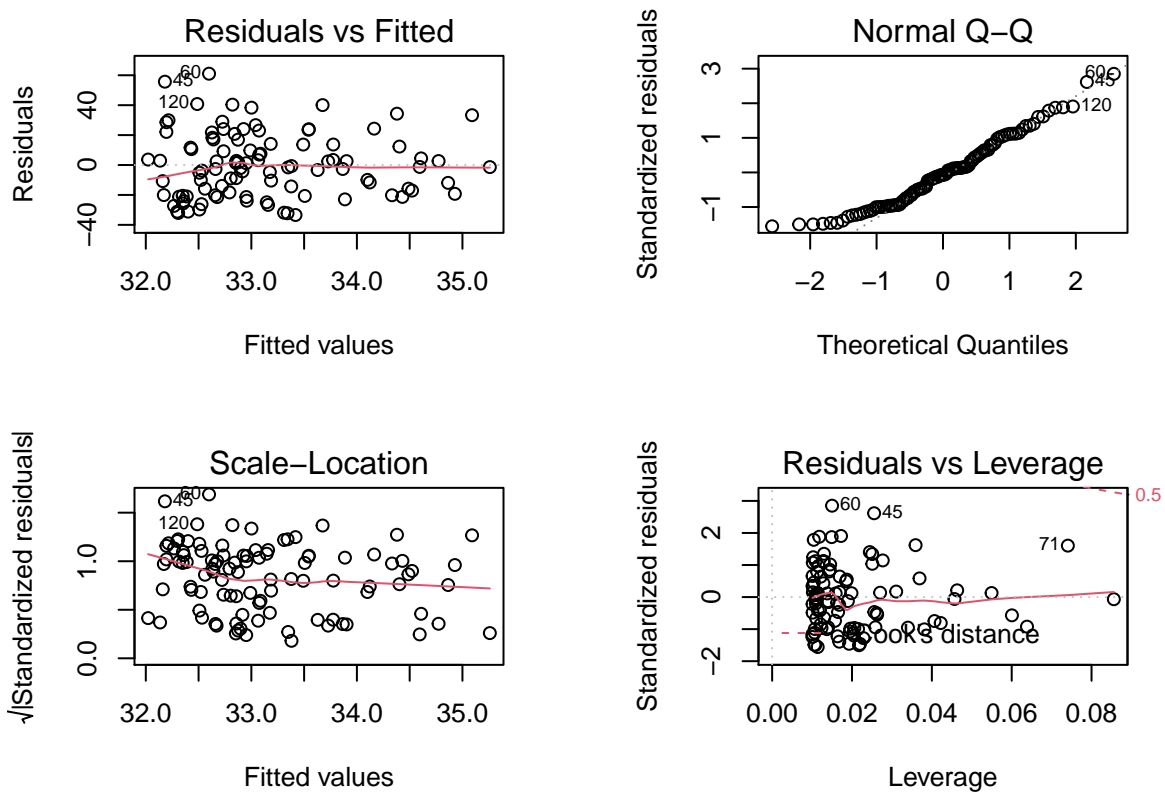 Residuals vs Fitted
Residuals
40
0
−40
60
45
120
32.0 33.0 34.0 35.0
Fitted values
Normal Q−Q
Standardized residuals
3
1
−1
60
45
120
−2 −1 0 1 2
Theoretical Quantiles
Scale−Location
√|Standardized residuals|
1.0
0.0
60
45
120
32.0 33.0 34.0 35.0
Fitted values
Residuals vs Leverage
Standardized residuals
2
0
−2
60
45
71
0.5
Cook's distance
0.00 0.02 0.04 0.06 0.08
Leverage